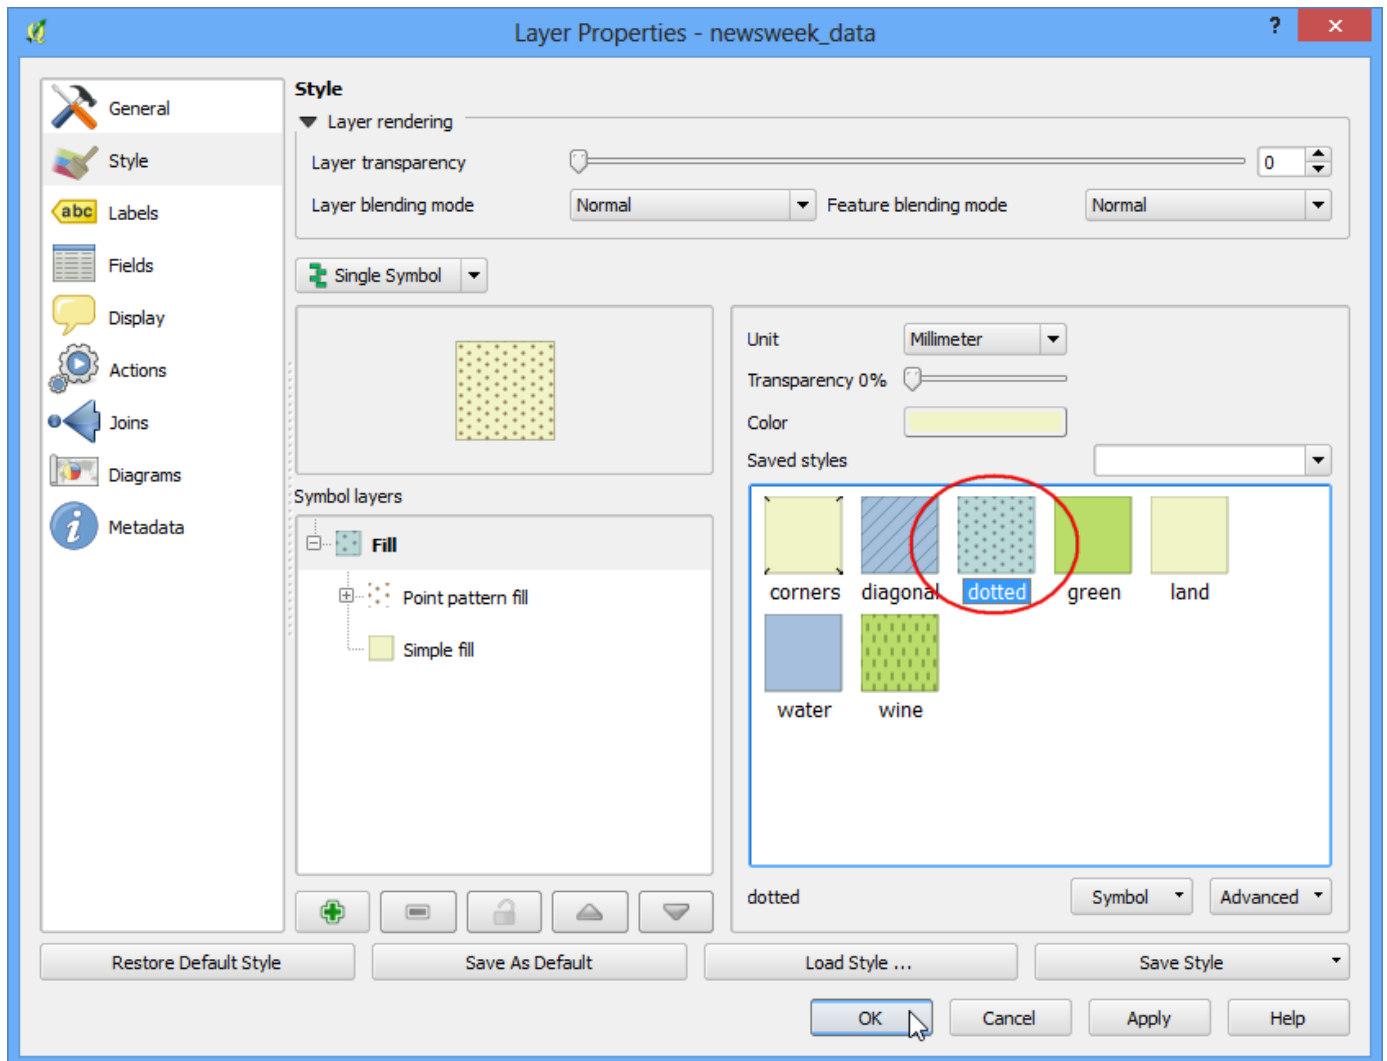 Layer Properties - newsweek_data
?
General
Style
Labels
Fields
Display
Actions
Joins
Diagrams
Metadata
abc
Style
Layer rendering
Layer transparency
0
Layer blending mode
Normal
Feature blending mode
Normal
Single Symbol
Symbol layers
Fill
Point pattern fill
Simple fill
Unit
Millimeter
Transparency 0%
Color
Saved styles
corners diagonal dotted green land
water wine
dotted
Symbol
Advanced
Restore Default Style
Save As Default
Load Style ...
Save Style
OK
Cancel
Apply
Help